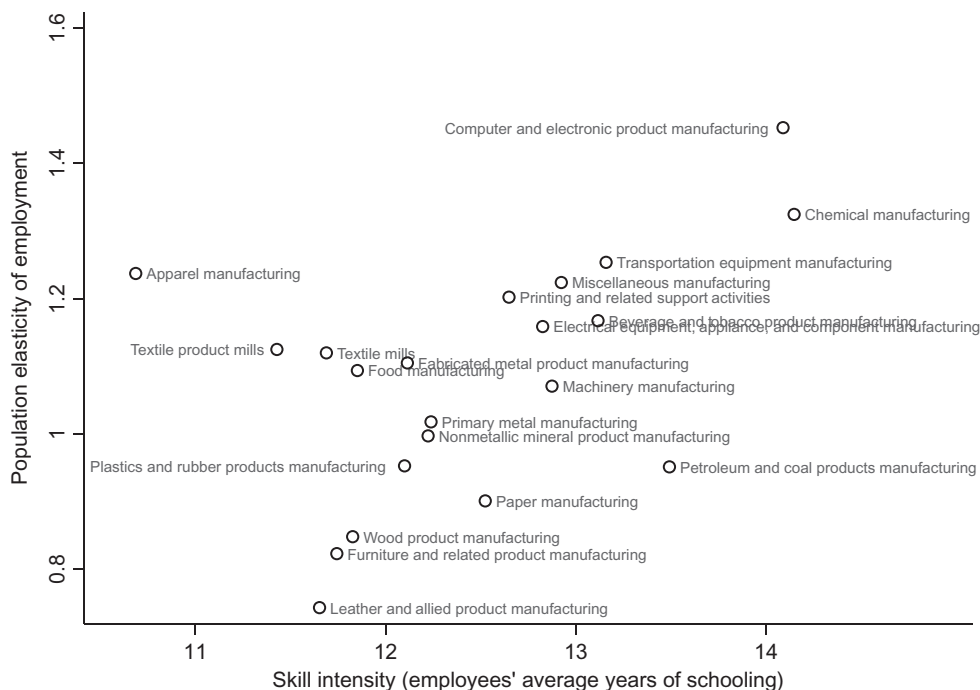 Population elasticity of employment
1.6
1.4
1.2
1
0.8
Computer and electronic product manufacturing
Chemical manufacturing
Transportation equipment manufacturing
Apparel manufacturing
Miscellaneous manufacturing
Printing and related support activities
Beverage and tobacco product manufacturing
Electrical equipment, appliance, and component manufacturing
Textile product mills
Textile mills
Fabricated metal product manufacturing
Food manufacturing
Machinery manufacturing
Primary metal manufacturing
Nonmetallic mineral product manufacturing
Plastics and rubber products manufacturing
Petroleum and coal products manufacturing
Paper manufacturing
Wood product manufacturing
Furniture and related product manufacturing
Leather and allied product manufacturing
11
12
13
14
Skill intensity (employees' average years of schooling)